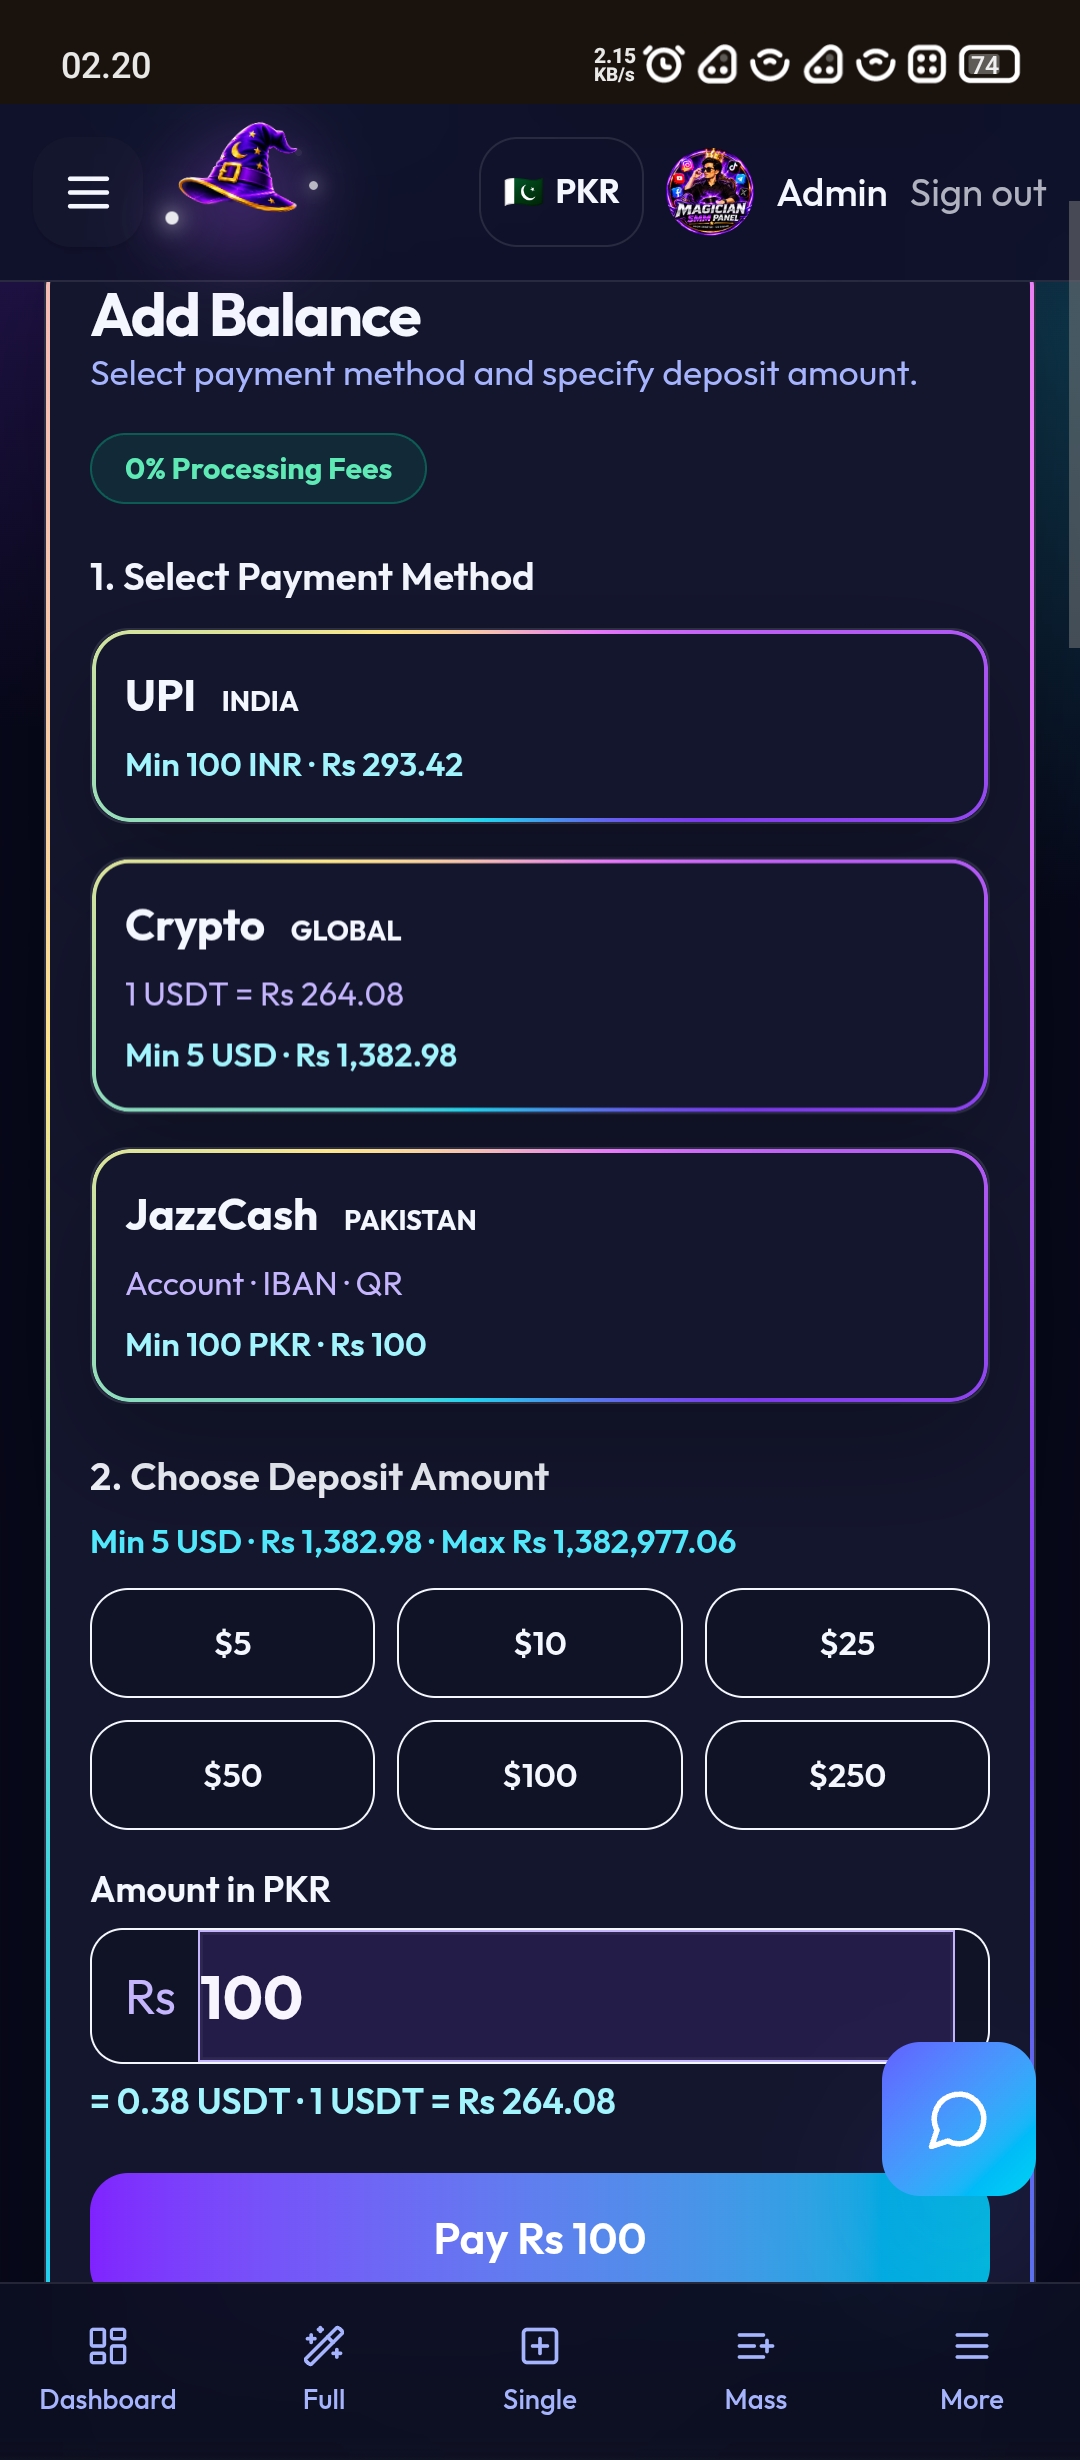 02.20
2.15
KB/s
74
PKR
MAGICIAN
SMM PANEL
Admin
Sign out
Add Balance
Select payment method and specify deposit amount.
0% Processing Fees
1. Select Payment Method
UPI INDIA
Min 100 INR · Rs 293.42
Crypto GLOBAL
1 USDT = Rs 264.08
Min 5 USD · Rs 1,382.98
JazzCash PAKISTAN
Account · IBAN · QR
Min 100 PKR · Rs 100
2. Choose Deposit Amount
Min 5 USD · Rs 1,382.98 · Max Rs 1,382,977.06
$5 $10 $25
$50 $100 $250
Amount in PKR
Rs 100
= 0.38 USDT · 1 USDT = Rs 264.08
Pay Rs 100
Dashboard Full Single Mass More